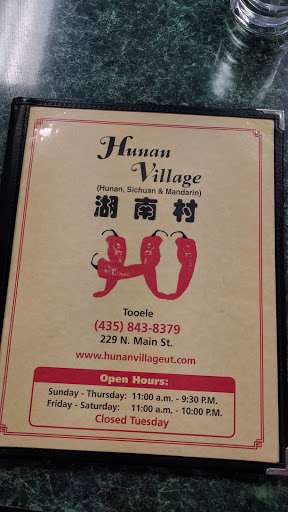 Hunan
Village
(Hunan, Sichuan & Mandarin)
湖南村
Tooele
(435) 843-8379
229 N. Main St.
www.hunanvillageut.com
Open Hours:
Sunday - Thursday: 11:00 a.m. - 9:30 P.M.
Friday - Saturday: 11:00 a.m. - 10:00 P.M.
Closed Tuesday